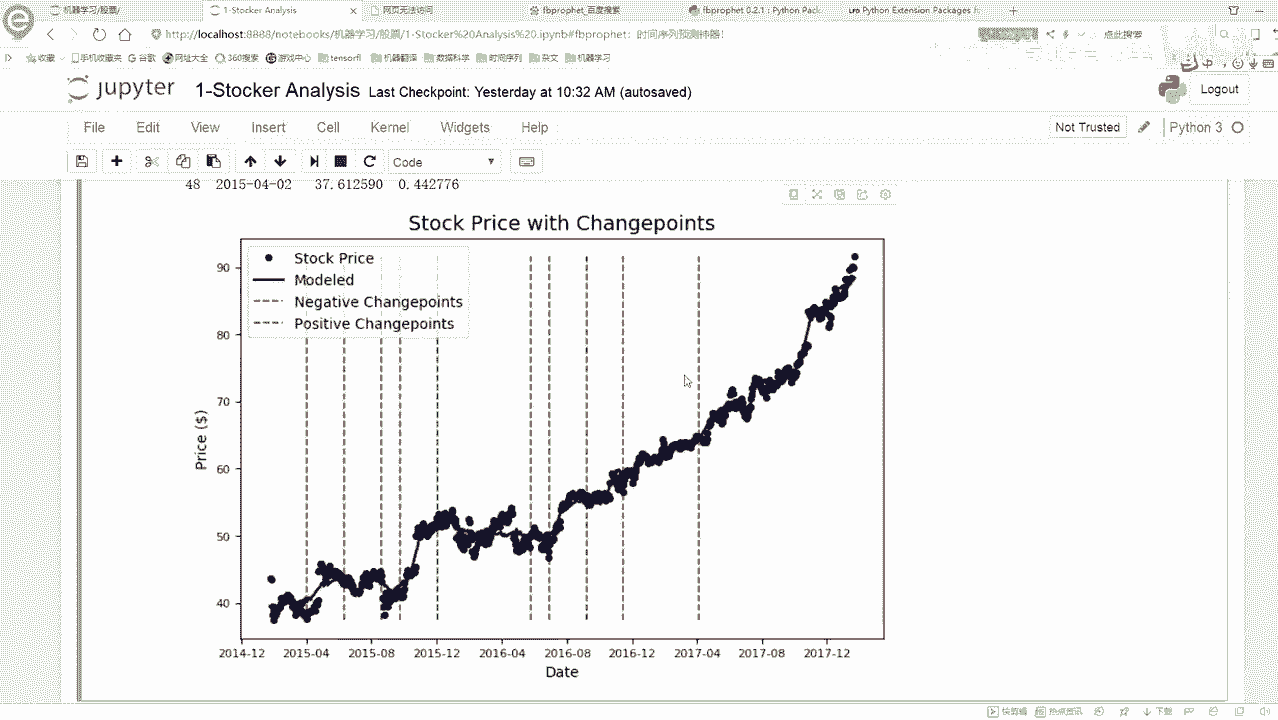 机器学习/股票/ 1-Stocker Analysis 网页无法访问 fbprophet_百度搜索 fbprophet 0.2.1 : Python Pack LFD Python Extension Packages f
http://localhost:8888/notebooks/机器学习/股票/1-Stocker%20Analysis%20.ipynb#fbprophet: 时间序列预测神器! 点此搜索
收藏 手机收藏夹 谷歌 网址大全 360搜索 游戏中心 Tensorfl 机器翻译 数据科学 时间序列 杂文 机器学习
jupyter 1-Stocker Analysis Last Checkpoint: Yesterday at 10:32 AM (autosaved) Logout
File Edit View Insert Cell Kernel Widgets Help Not Trusted Python 3
Code
48 2015-04-02 37.612590 0.442776
Stock Price with Changepoints
Stock Price
Modeled
Negative Changepoints
Positive Changepoints
90
80
70
60
50
40
Price ($)
2014-12 2015-04 2015-08 2015-12 2016-04 2016-08 2016-12 2017-04 2017-08 2017-12
Date
快剪辑 热点资讯 下载